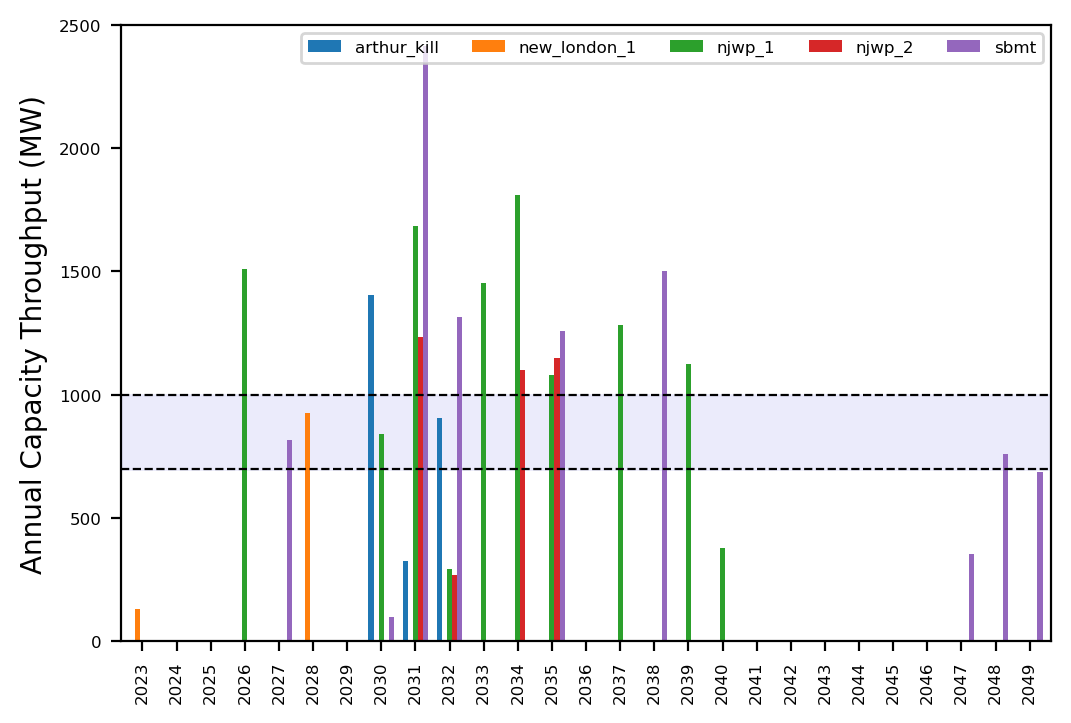 Annual Capacity Throughput (MW)
2500
2000
1500
1000
500
0
arthur_kill new_london_1 njwp_1 njwp_2 sbmt
2023 2024 2025 2026 2027 2028 2029 2030 2031 2032 2033 2034 2035 2036 2037 2038 2039 2040 2041 2042 2043 2044 2045 2046 2047 2048 2049